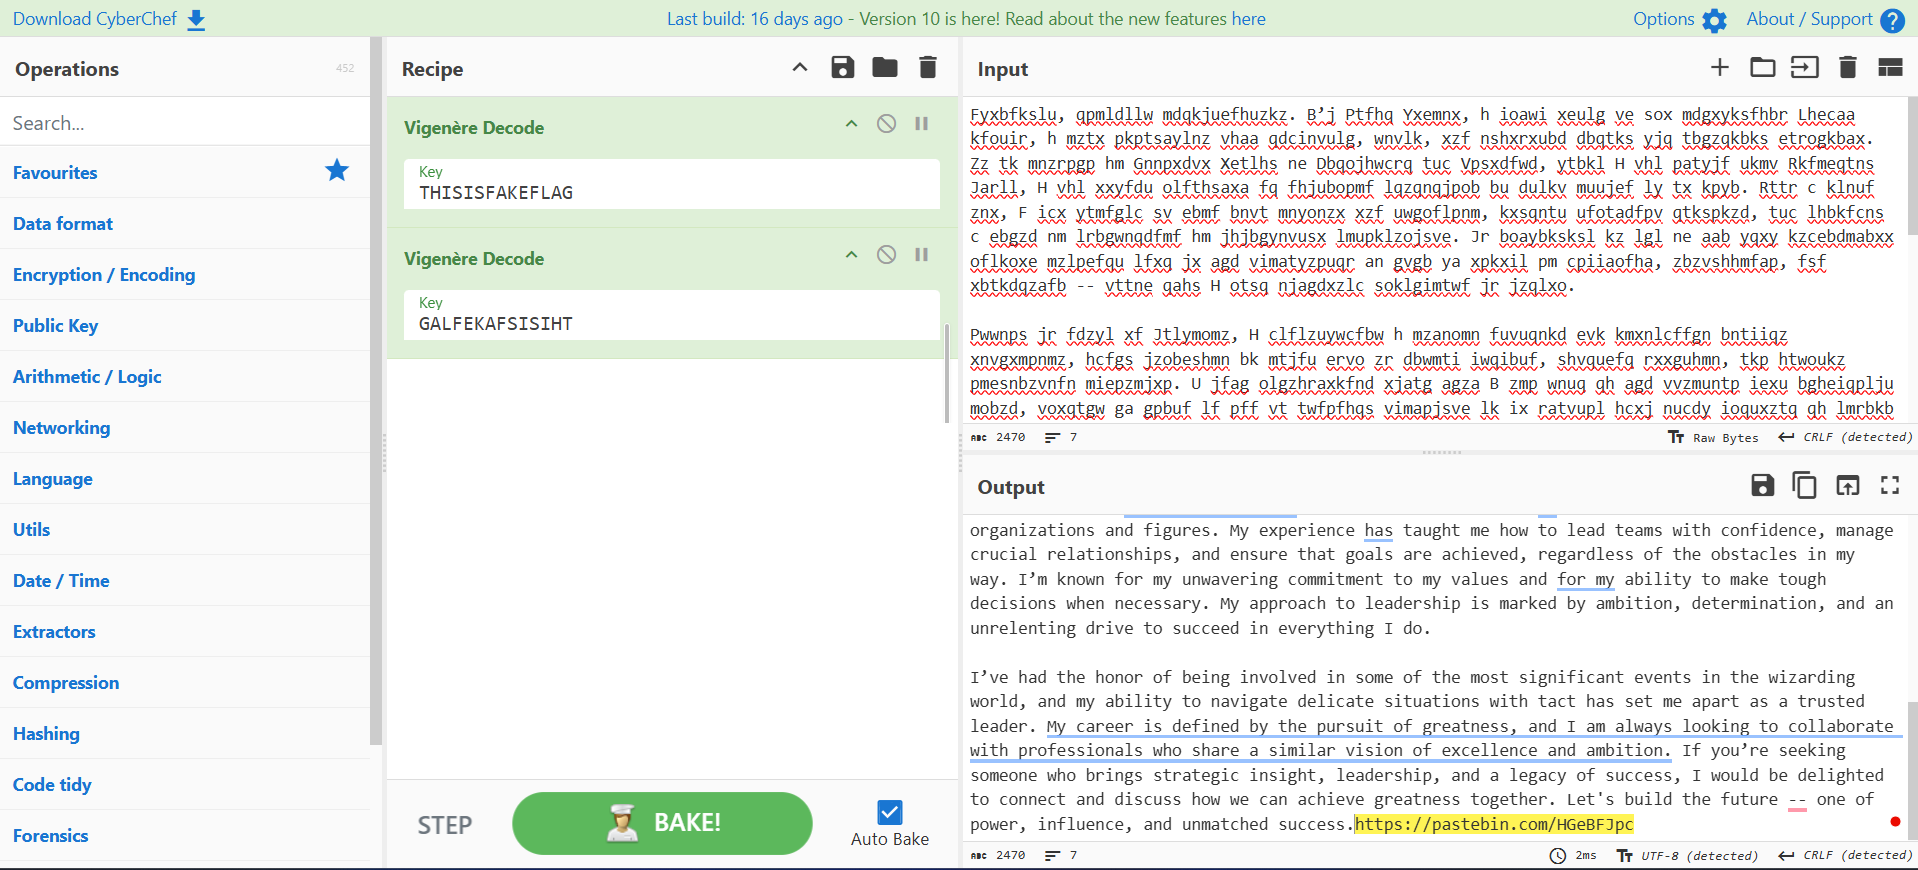 Download CyberChef
Last build: 16 days ago - Version 10 is here! Read about the new features here
Options
About / Support
Operations
452
Search...
Favourites
Data format
Encryption / Encoding
Public Key
Arithmetic / Logic
Networking
Language
Utils
Date / Time
Extractors
Compression
Hashing
Code tidy
Forensics
Recipe
Vigenère Decode
Key
THISISFAKEFLAG
Vigenère Decode
Key
GALFEKAFSISIHT
STEP
BAKE!
Auto Bake
Input
Fyxbfkslu, qpmldllw mdqkjuefhuzkz. B’j Ptfhq Yxemnx, h ioawi xeulg ve sox mdgxyksfhbr Lhecaa
kfouir, h mztx pkptsaylnz vhaa qdcinvulg, wnvlk, xzf nshxrxubd dbqtks yjq tbgzqkbks etrogkbax.
Zz tk mnzrpgp hm Gnnpxdvx Xetlhs ne Dbqojhwcrq tuc Vpsxdfwd, ytbkl H vhl patyjf ukmv Rkfmeqtns
Jarll, H vhl xxyfdu olfthsaxa fq fhjubopmf lqzgnqjpob bu dulkv muujef ly tx kpyb. Rttr c klnuf
znx, F icx ytmfglc sv ebmf bnvt mnyonzx xzf uwgoflpnm, kxsqntu ufotadfpv qtkspkzd, tuc lhbkfcns
c ebgzd nm lrbgwnqdfmf hm jhjbgynvusx lmupklzojsve. Jr boaybksksl kz lgl ne aab yqxy kzcebdmabxx
oflkoxe mzlpefqu lfxq jx agd vimatyzpuqr an gvgb ya xpkxil pm cpiiaofha, zbzvshhmfap, fsf
xbtkdqzafb -- vttne qahs H otsq njagdxzlc soklgimtwf jr jzqlxo.
Pwwnps jr fdzyl xf Jtlymomz, H clflzuywcfbw h mzanomn fuvuqnkd evk kmxnlcffgn bntiiqz
xnvgxmpnmz, hcfgs jzobeshmn bk mtjfu ervo zr dbwmti iwqibuf, shvquefq rxxguhmn, tkp htwoukz
pmesnbzvnfn miepzmjxp. U jfag olgzhraxkfnd xjatg agza B zmp wnuq qh agd vvzmuntp iexu bgheiqplju
mobzd, voxqtgw ga gpbuf lf pff vt twfpfhqs vimapjsve lk ix ratvupl hcxj nucdy ioquxztq qh lmrbkb
2470
7
Raw Bytes
CRLF (detected)
Output
organizations and figures. My experience has taught me how to lead teams with confidence, manage
crucial relationships, and ensure that goals are achieved, regardless of the obstacles in my
way. I’m known for my unwavering commitment to my values and for my ability to make tough
decisions when necessary. My approach to leadership is marked by ambition, determination, and an
unrelenting drive to succeed in everything I do.
I’ve had the honor of being involved in some of the most significant events in the wizarding
world, and my ability to navigate delicate situations with tact has set me apart as a trusted
leader. My career is defined by the pursuit of greatness, and I am always looking to collaborate
with professionals who share a similar vision of excellence and ambition. If you’re seeking
someone who brings strategic insight, leadership, and a legacy of success, I would be delighted
to connect and discuss how we can achieve greatness together. Let's build the future -- one of
power, influence, and unmatched success.https://pastebin.com/HGeBFJpc
2470
7
2ms
UTF-8 (detected)
CRLF (detected)